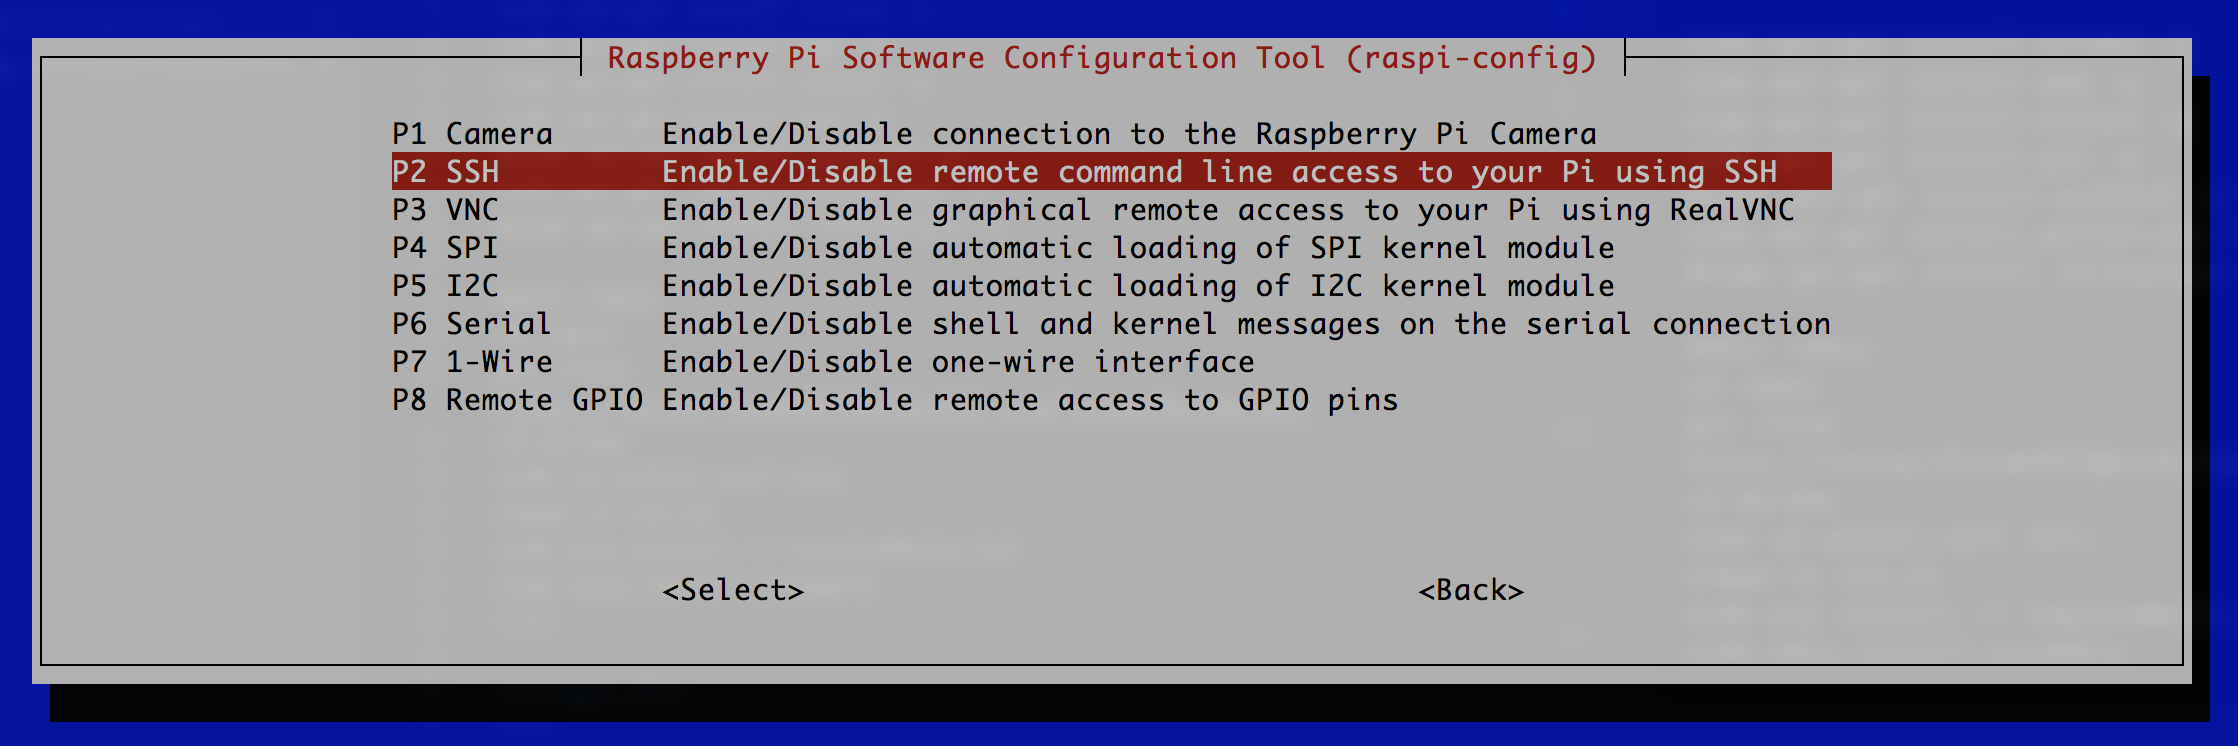 Raspberry Pi Software Configuration Tool (raspi-config)
P1 Camera Enable/Disable connection to the Raspberry Pi Camera
P2 SSH Enable/Disable remote command line access to your Pi using SSH
P3 VNC Enable/Disable graphical remote access to your Pi using RealVNC
P4 SPI Enable/Disable automatic loading of SPI kernel module
P5 I2C Enable/Disable automatic loading of I2C kernel module
P6 Serial Enable/Disable shell and kernel messages on the serial connection
P7 1-Wire Enable/Disable one-wire interface
P8 Remote GPIO Enable/Disable remote access to GPIO pins
<Select> <Back>